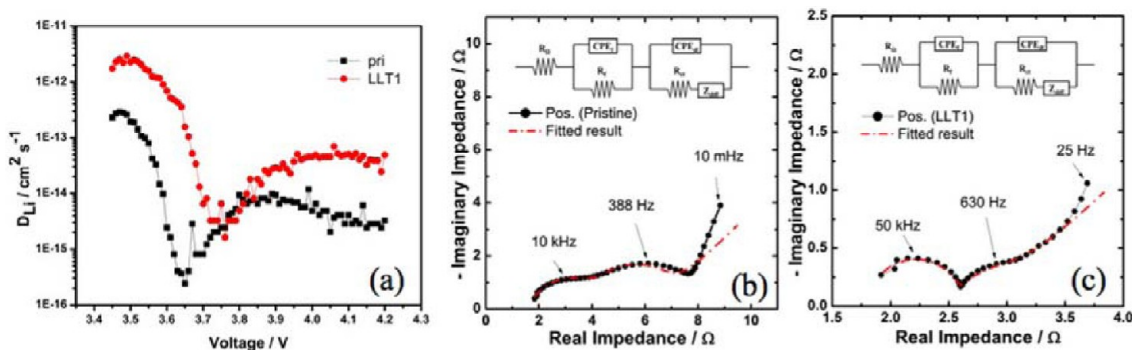 1E-11
1E-12
1E-13
1E-14
1E-15
1E-16
D_Li / cm² s⁻¹
pri
LLT1
(a)
3.4 3.5 3.6 3.7 3.8 3.9 4.0 4.1 4.2 4.3
Voltage / V
10
8
6
4
2
0
- Imaginary Impedance / Ω
R_Ω
CPE_f
R_f
R_ct
Pos. (Pristine)
Fitted result
10 mHz
388 Hz
10 kHz
(b)
0 2 4 6 8 10
Real Impedance / Ω
2.5
2.0
1.5
1.0
0.5
0.0
- Imaginary Impedance / Ω
R_Ω
CPE_f
R_f
R_ct
Pos. (LLT1)
Fitted result
25 Hz
630 Hz
50 kHz
(c)
1.5 2.0 2.5 3.0 3.5 4.0
Real Impedance / Ω